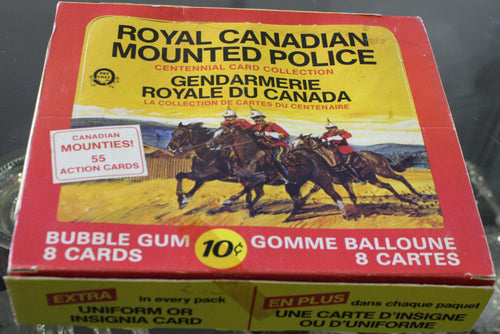 ROYAL CANADIAN
MOUNTED POLICE
CENTENNIAL CARD COLLECTION
GENDARMERIE
ROYALE DU CANADA
LA COLLECTION DE CARTES DU CENTENAIRE
CANADIAN
MOUNTIES!
55
ACTION CARDS
BUBBLE GUM 10¢ GOMME BALLOUNE
8 CARDS 8 CARTES
EXTRA in every pack
UNIFORM OR
INSIGNIA CARD
EN PLUS dans chaque paquet
UNE CARTE D'INSIGNE
OU D'UNIFORME